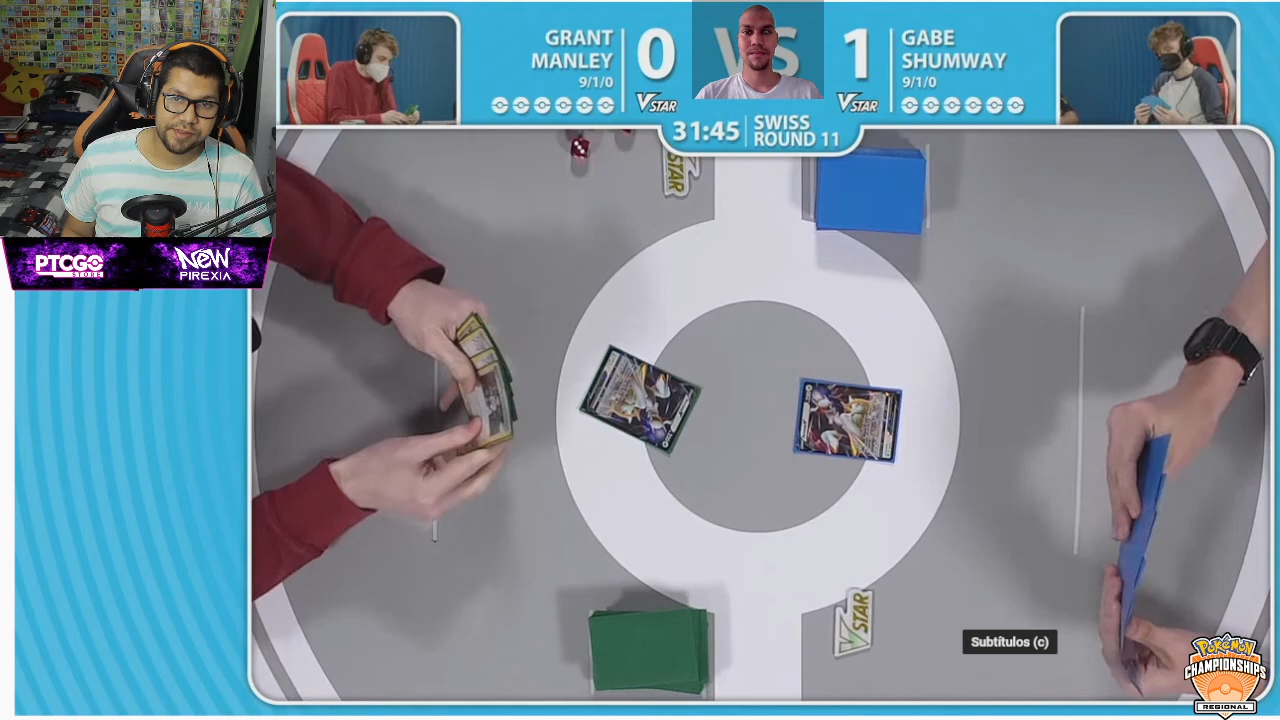 GRANT
MANLEY
9/1/0
0
VSTAR
VS
1
VSTAR
GABE
SHUMWAY
9/1/0
31:45
SWISS
ROUND 11
VSTAR
PTCGO
STORE
NEW
PIREXIA
VSTAR
Subtítulos (c)
Pokémon
CHAMPIONSHIPS
REGIONAL